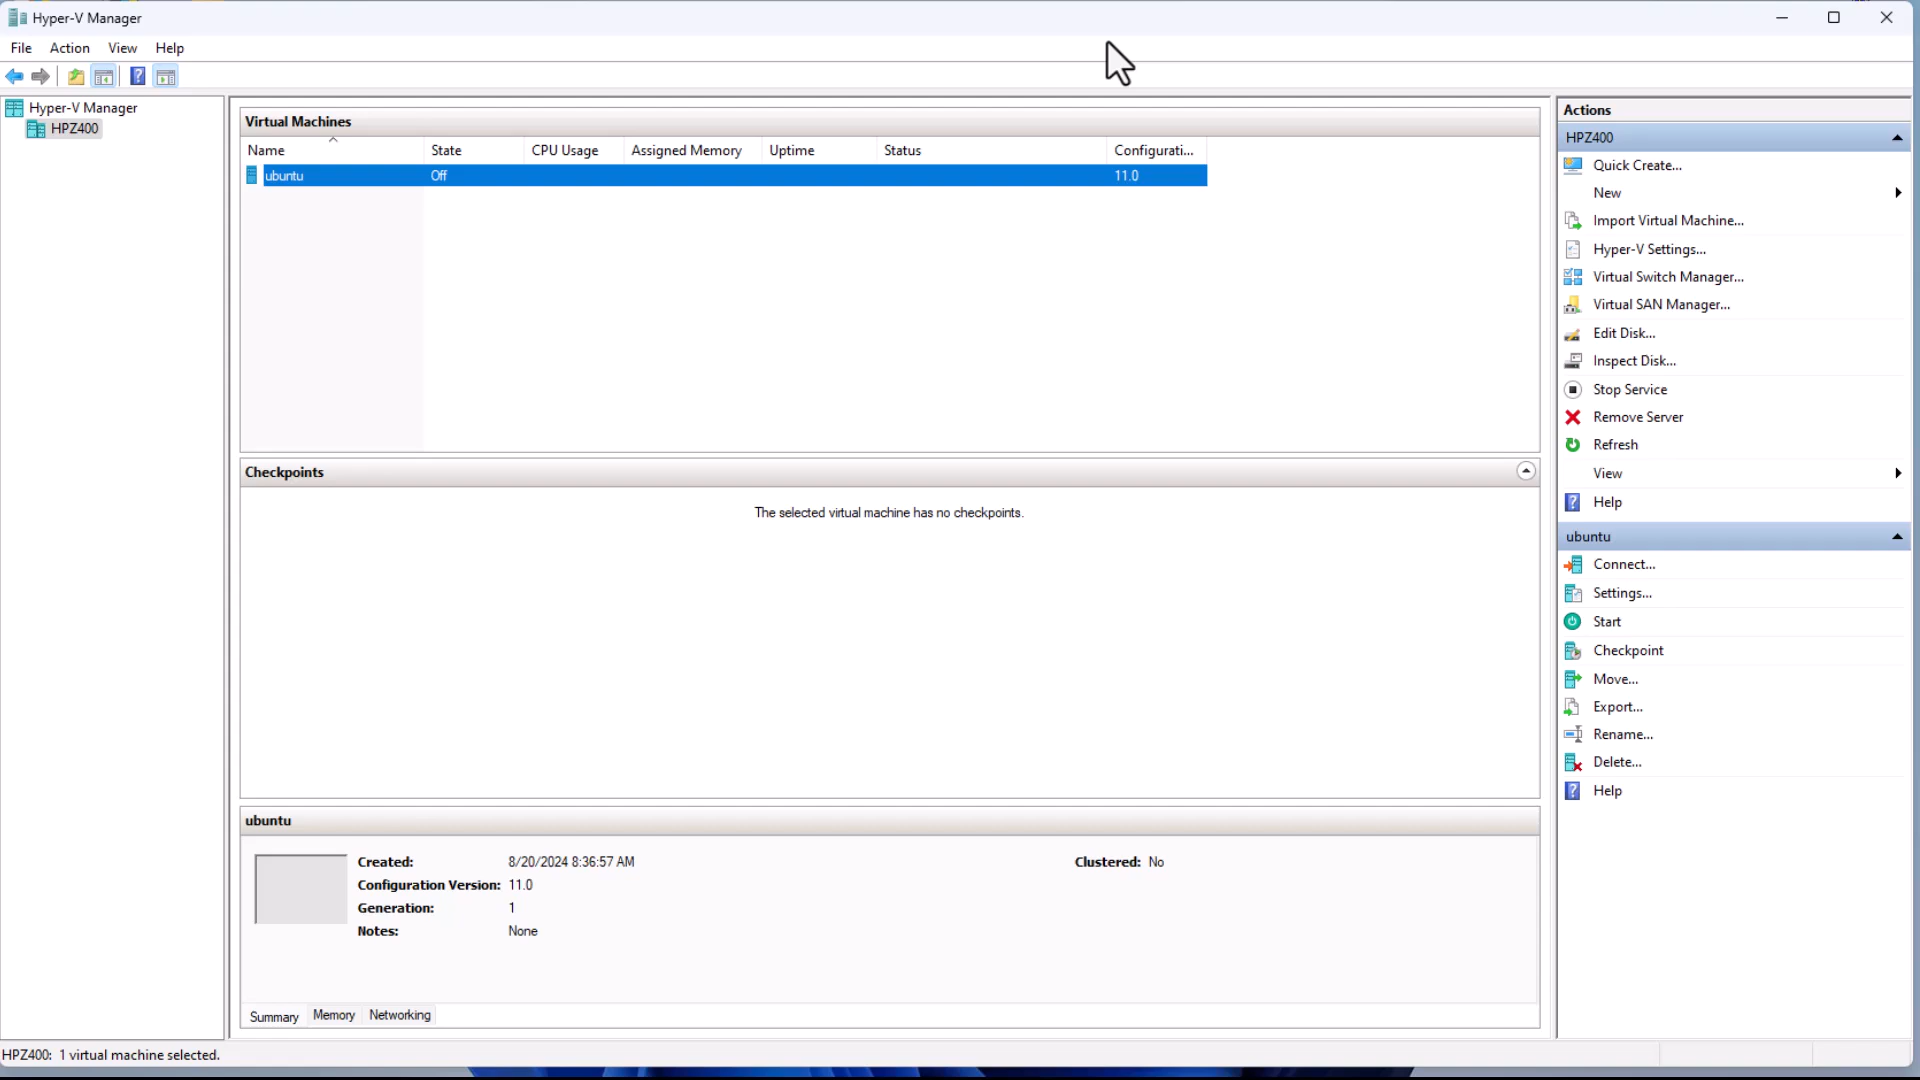 Hyper-V Manager
File Action View Help
Hyper-V Manager
HPZ400
Virtual Machines
Name State CPU Usage Assigned Memory Uptime Status Configurati...
ubuntu Off 11.0
Checkpoints
The selected virtual machine has no checkpoints.
ubuntu
Created: 8/20/2024 8:36:57 AM Clustered: No
Configuration Version: 11.0
Generation: 1
Notes: None
Summary Memory Networking
Actions
HPZ400
Quick Create...
New
Import Virtual Machine...
Hyper-V Settings...
Virtual Switch Manager...
Virtual SAN Manager...
Edit Disk...
Inspect Disk...
Stop Service
Remove Server
Refresh
View
Help
ubuntu
Connect...
Settings...
Start
Checkpoint
Move...
Export...
Rename...
Delete...
Help
HPZ400: 1 virtual machine selected.